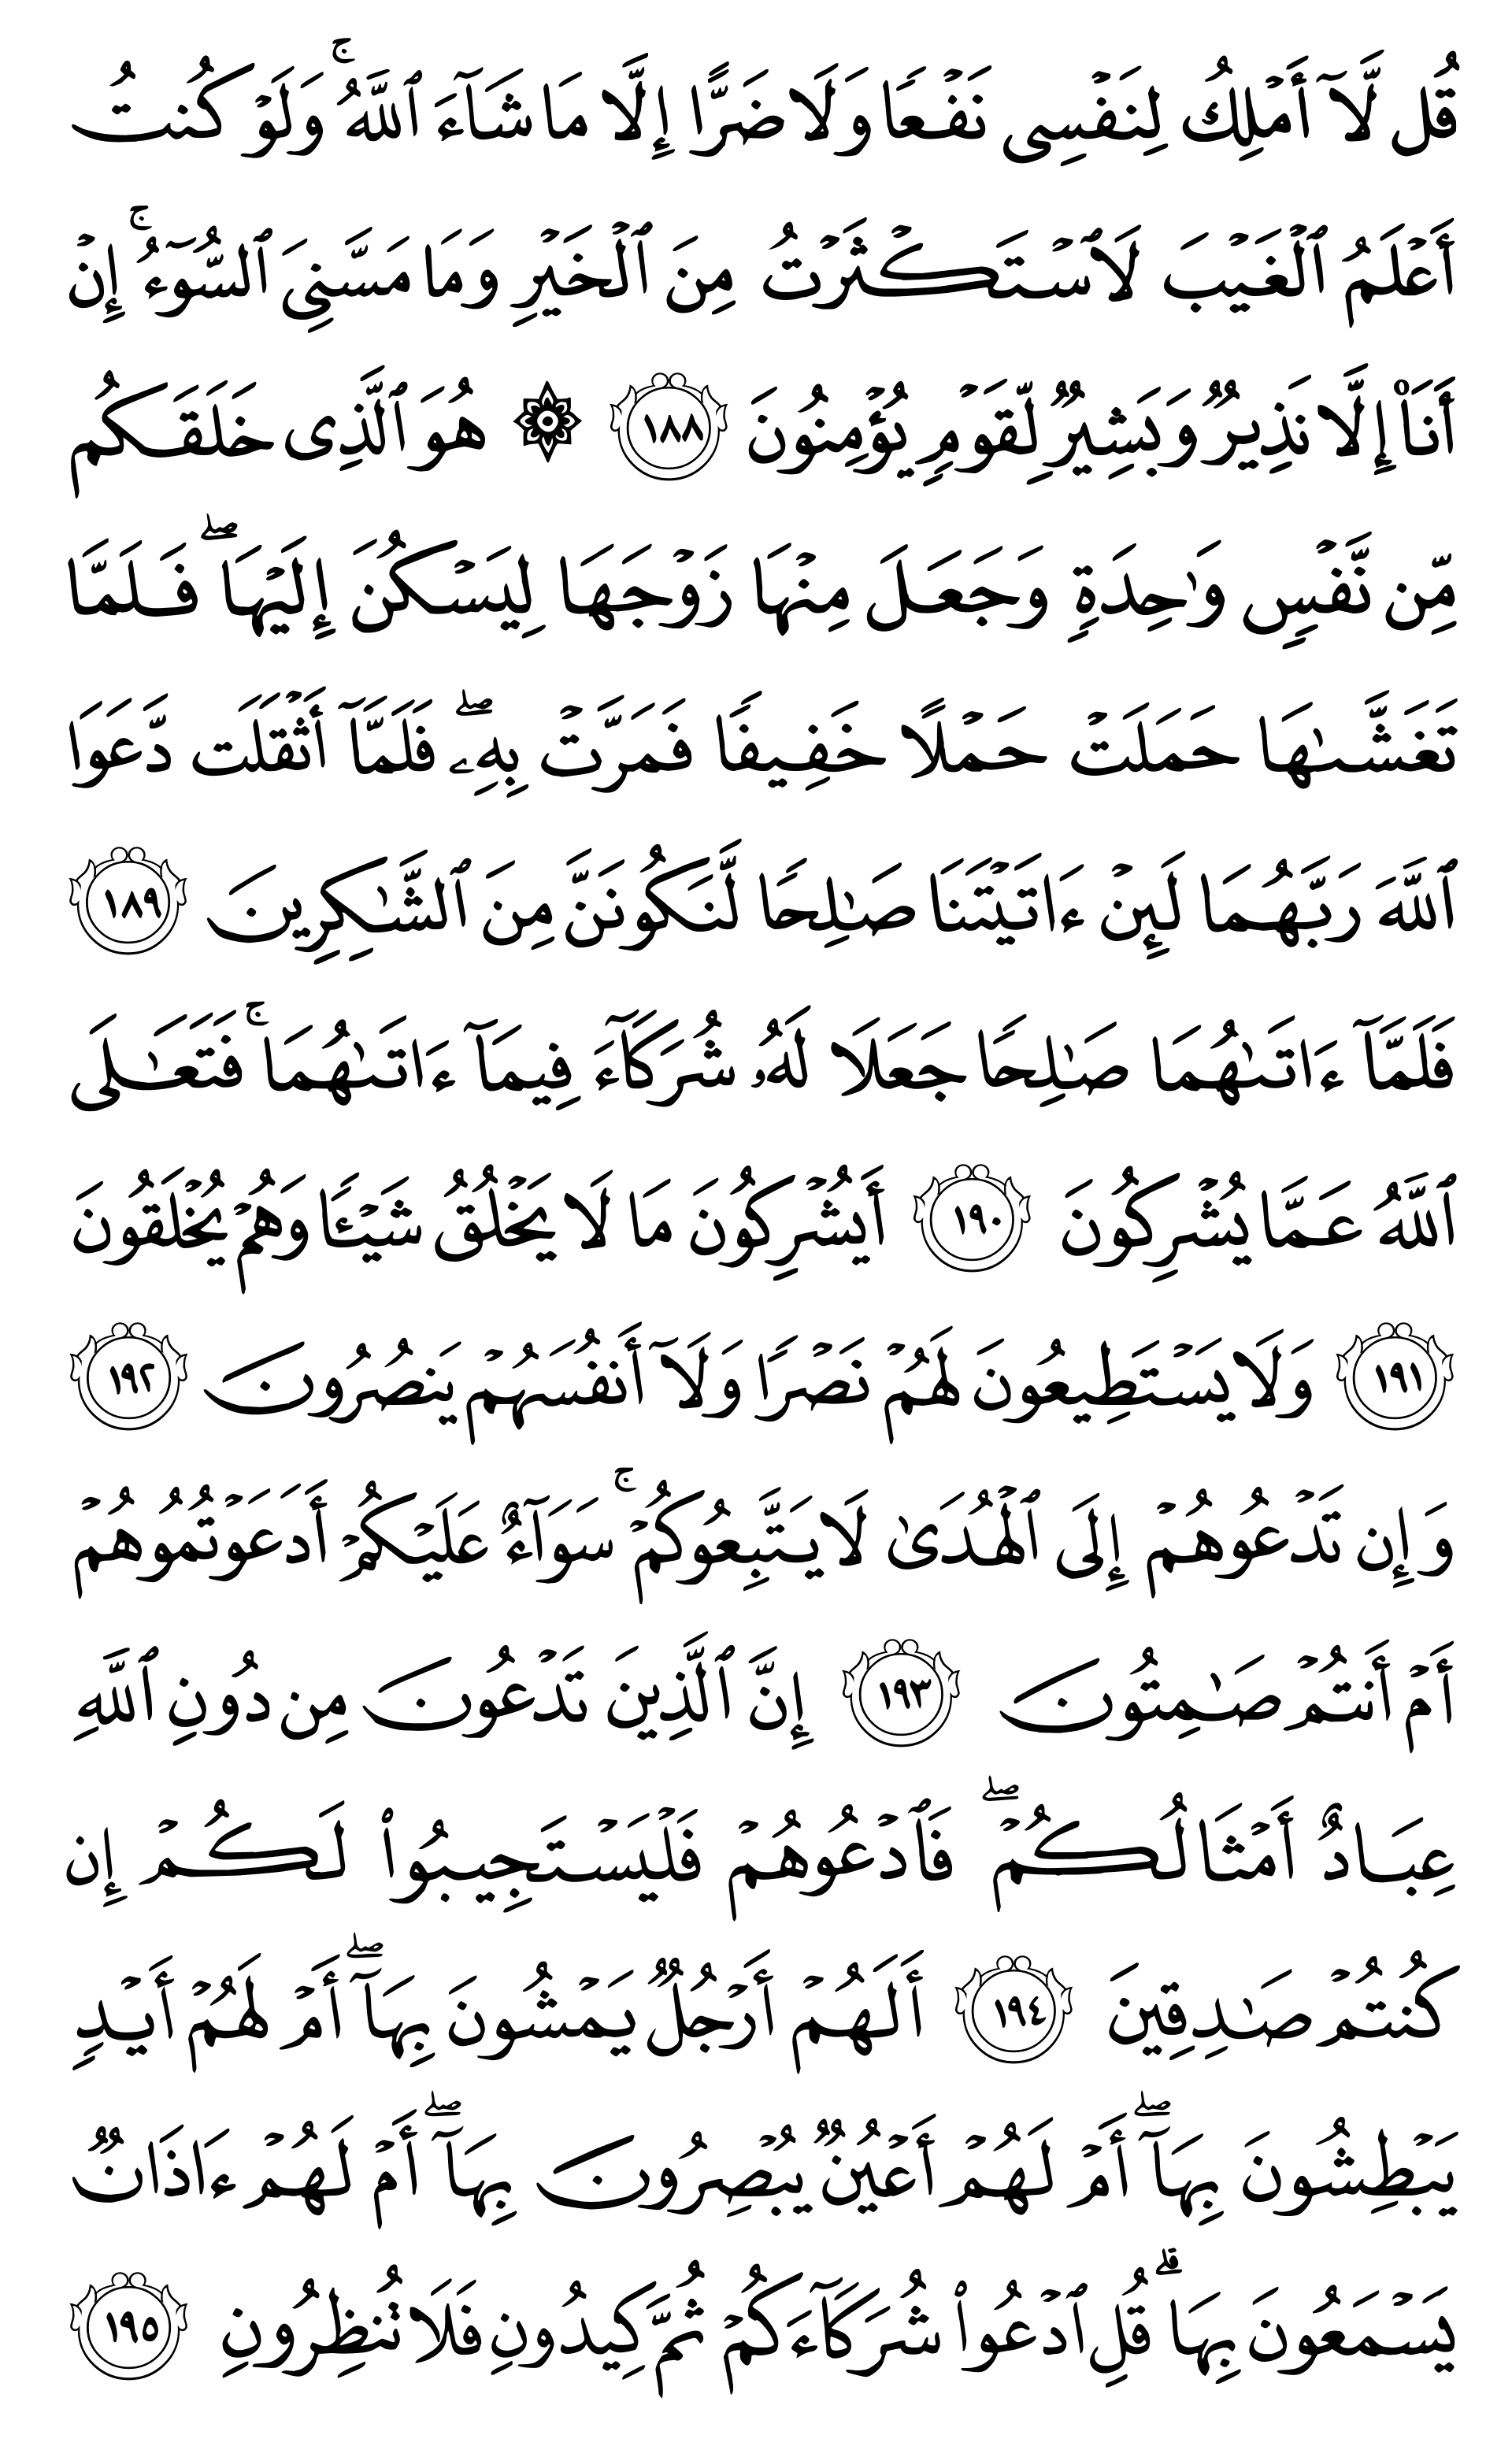 قُل لَّآ أَمۡلِكُ لِنَفۡسِي نَفۡعٗا وَلَا ضَرًّا إِلَّا مَا شَآءَ ٱللَّهُۚ وَلَوۡ كُنتُ
أَعۡلَمُ ٱلۡغَيۡبَ لَٱسۡتَكۡثَرۡتُ مِنَ ٱلۡخَيۡرِ وَمَا مَسَّنِيَ ٱلسُّوٓءُۚ إِنۡ
أَنَا۠ إِلَّا نَذِيرٞ وَبَشِيرٞ لِّقَوۡمٖ يُؤۡمِنُونَ ١٨٨ ۞ هُوَ ٱلَّذِي خَلَقَكُم
مِّن نَّفۡسٖ وَٰحِدَةٖ وَجَعَلَ مِنۡهَا زَوۡجَهَا لِيَسۡكُنَ إِلَيۡهَاۖ فَلَمَّا
تَغَشَّىٰهَا حَمَلَتۡ حَمۡلًا خَفِيفٗا فَمَرَّتۡ بِهِۦۖ فَلَمَّآ أَثۡقَلَت دَّعَوَا
ٱللَّهَ رَبَّهُمَا لَئِنۡ ءَاتَيۡتَنَا صَٰلِحٗا لَّنَكُونَنَّ مِنَ ٱلشَّٰكِرِينَ ١٨٩
فَلَمَّآ ءَاتَىٰهُمَا صَٰلِحٗا جَعَلَا لَهُۥ شُرَكَآءَ فِيمَآ ءَاتَىٰهُمَاۚ فَتَعَٰلَى
ٱللَّهُ عَمَّا يُشۡرِكُونَ ١٩٠ أَيُشۡرِكُونَ مَا لَا يَخۡلُقُ شَيۡـٔٗا وَهُمۡ يُخۡلَقُونَ
١٩١ وَلَا يَسۡتَطِيعُونَ لَهُمۡ نَصۡرٗا وَلَآ أَنفُسَهُمۡ يَنصُرُونَ ١٩٢
وَإِن تَدۡعُوهُمۡ إِلَى ٱلۡهُدَىٰ لَا يَتَّبِعُوكُمۡۚ سَوَآءٌ عَلَيۡكُمۡ أَدَعَوۡتُمُوهُمۡ
أَمۡ أَنتُمۡ صَٰمِتُونَ ١٩٣ إِنَّ ٱلَّذِينَ تَدۡعُونَ مِن دُونِ ٱللَّهِ
عِبَادٌ أَمۡثَالُكُمۡۖ فَٱدۡعُوهُمۡ فَلۡيَسۡتَجِيبُواْ لَكُمۡ إِن
كُنتُمۡ صَٰدِقِينَ ١٩٤ أَلَهُمۡ أَرۡجُلٞ يَمۡشُونَ بِهَآۖ أَمۡ لَهُمۡ أَيۡدٖ
يَبۡطِشُونَ بِهَآۖ أَمۡ لَهُمۡ أَعۡيُنٞ يُبۡصِرُونَ بِهَآۖ أَمۡ لَهُمۡ ءَاذَانٞ
يَسۡمَعُونَ بِهَاۗ قُلِ ٱدۡعُواْ شُرَكَآءَكُمۡ ثُمَّ كِيدُونِ فَلَا تُنظِرُونِ ١٩٥